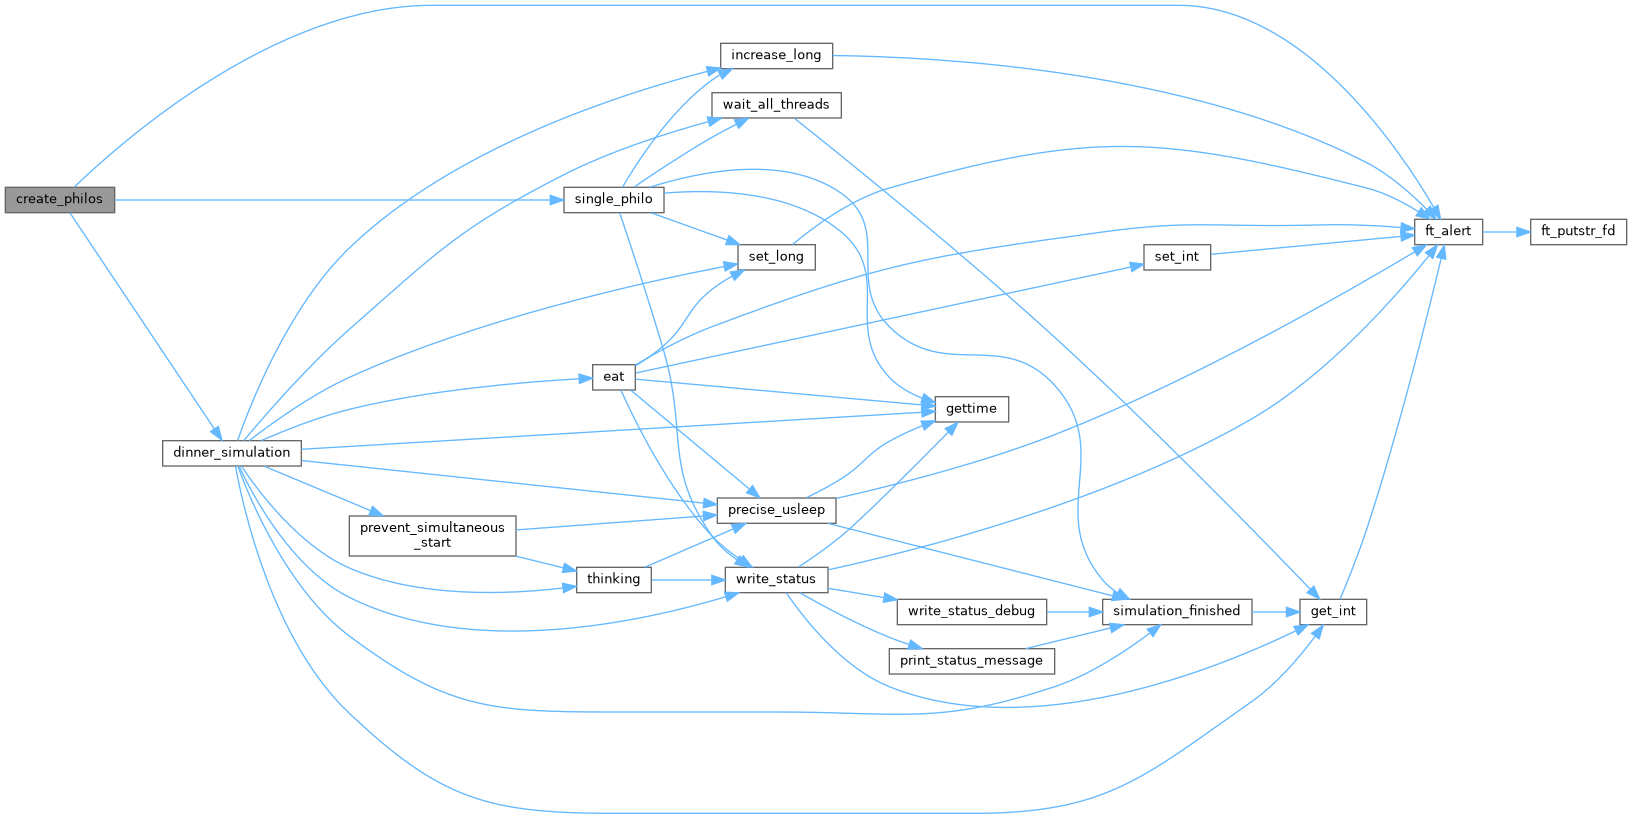 increase_long
wait_all_threads
create_philos
single_philo
ft_alert
ft_putstr_fd
set_long
set_int
eat
gettime
dinner_simulation
precise_usleep
prevent_simultaneous
_start
thinking
write_status
write_status_debug
simulation_finished
get_int
print_status_message